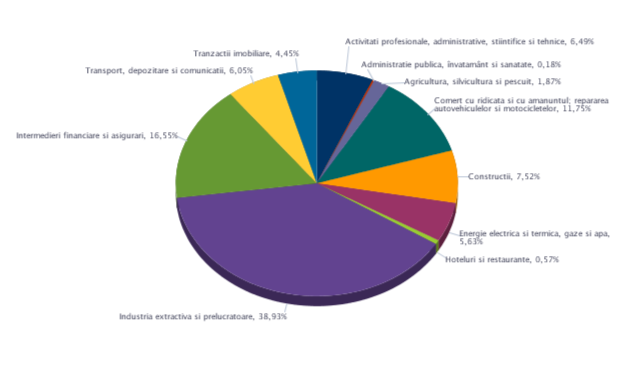 Activitati profesionale, administrative, stiintifice si tehnice, 6,49%
Tranzactii imobiliare, 4,45%
Administratie publica, învatamânt si sanatate, 0,18%
Transport, depozitare si comunicatii, 6,05%
Agricultura, silvicultura si pescuit, 1,87%
Comert cu ridicata si cu amanuntul; repararea
autovehiculelor si motocicletelor, 11,75%
Intermedieri financiare si asigurari, 16,55%
Constructii, 7,52%
Energie electrica si termica, gaze si apa,
5,63%
Hoteluri si restaurante, 0,57%
Industria extractiva si prelucratoare, 38,93%